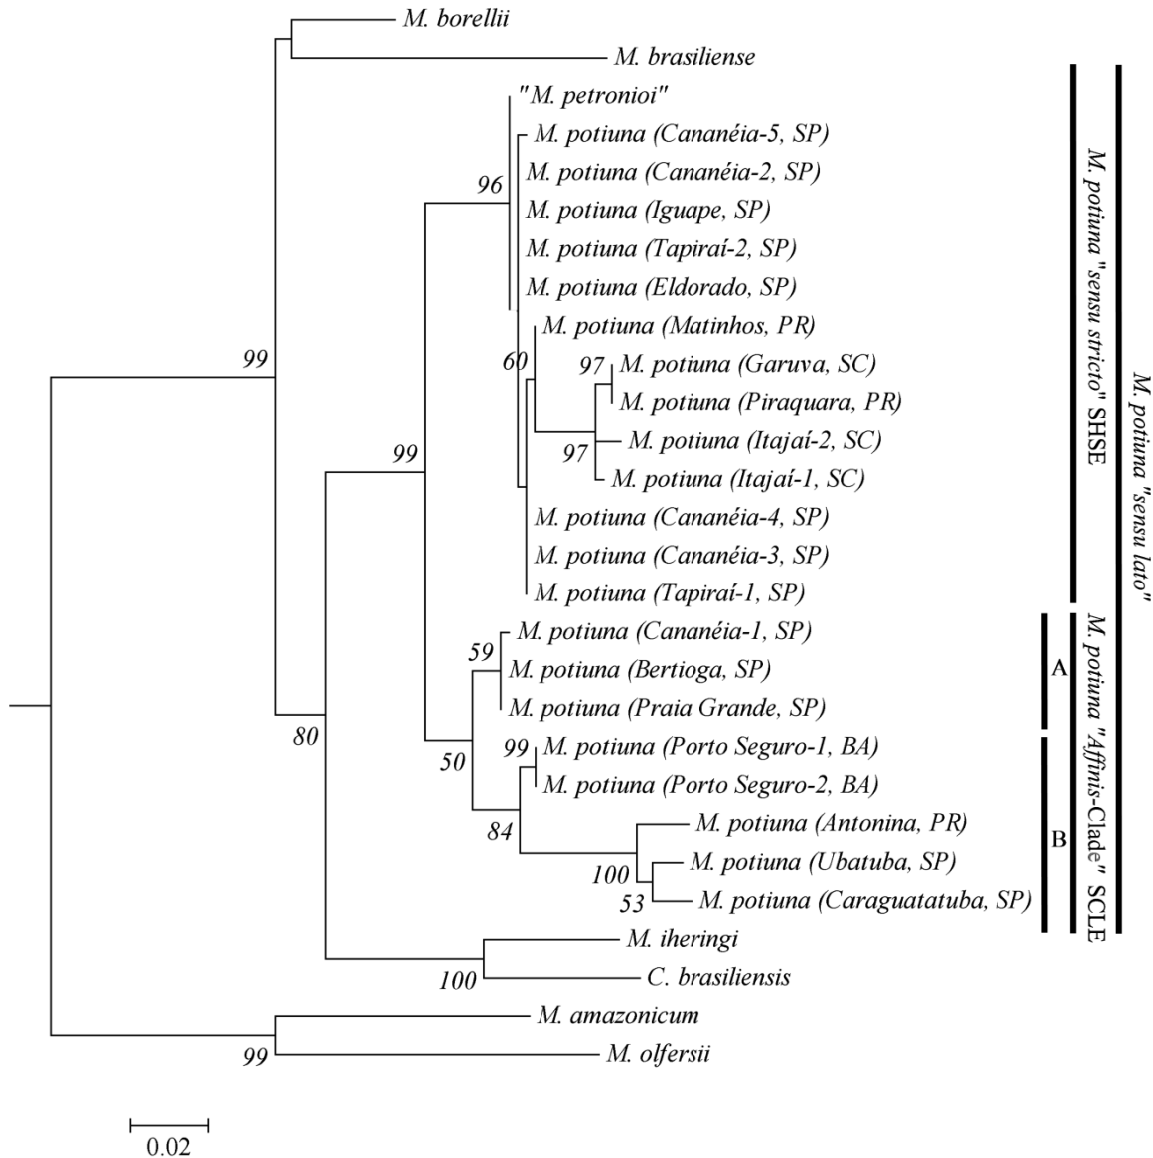 M. borellii
M. brasiliense
"M. petronioi"
M. potiuna (Cananéia-5, SP)
96
M. potiuna (Cananéia-2, SP)
M. potiuna (Iguape, SP)
M. potiuna (Tapiraí-2, SP)
M. potiuna (Eldorado, SP)
M. potiuna (Matinhos, PR)
99
60
97
M. potiuna (Garuva, SC)
M. potiuna (Piraquara, PR)
M. potiuna (Itajaí-2, SC)
99
97
M. potiuna (Itajaí-1, SC)
M. potiuna (Cananéia-4, SP)
M. potiuna (Cananéia-3, SP)
M. potiuna (Tapiraí-1, SP)
M. potiuna (Cananéia-1, SP)
59
M. potiuna (Bertioga, SP)
M. potiuna (Praia Grande, SP)
80
50
99
M. potiuna (Porto Seguro-1, BA)
M. potiuna (Porto Seguro-2, BA)
84
M. potiuna (Antonina, PR)
M. potiuna (Ubatuba, SP)
100
53
M. potiuna (Caraguatatuba, SP)
M. iheringi
100
C. brasiliensis
M. amazonicum
99
M. olfersii
0.02
A
B
M. potiuna "sensu stricto" SHSE
M. potiuna "Affinis-Clade" SCLE
M. potiuna "sensu lato"